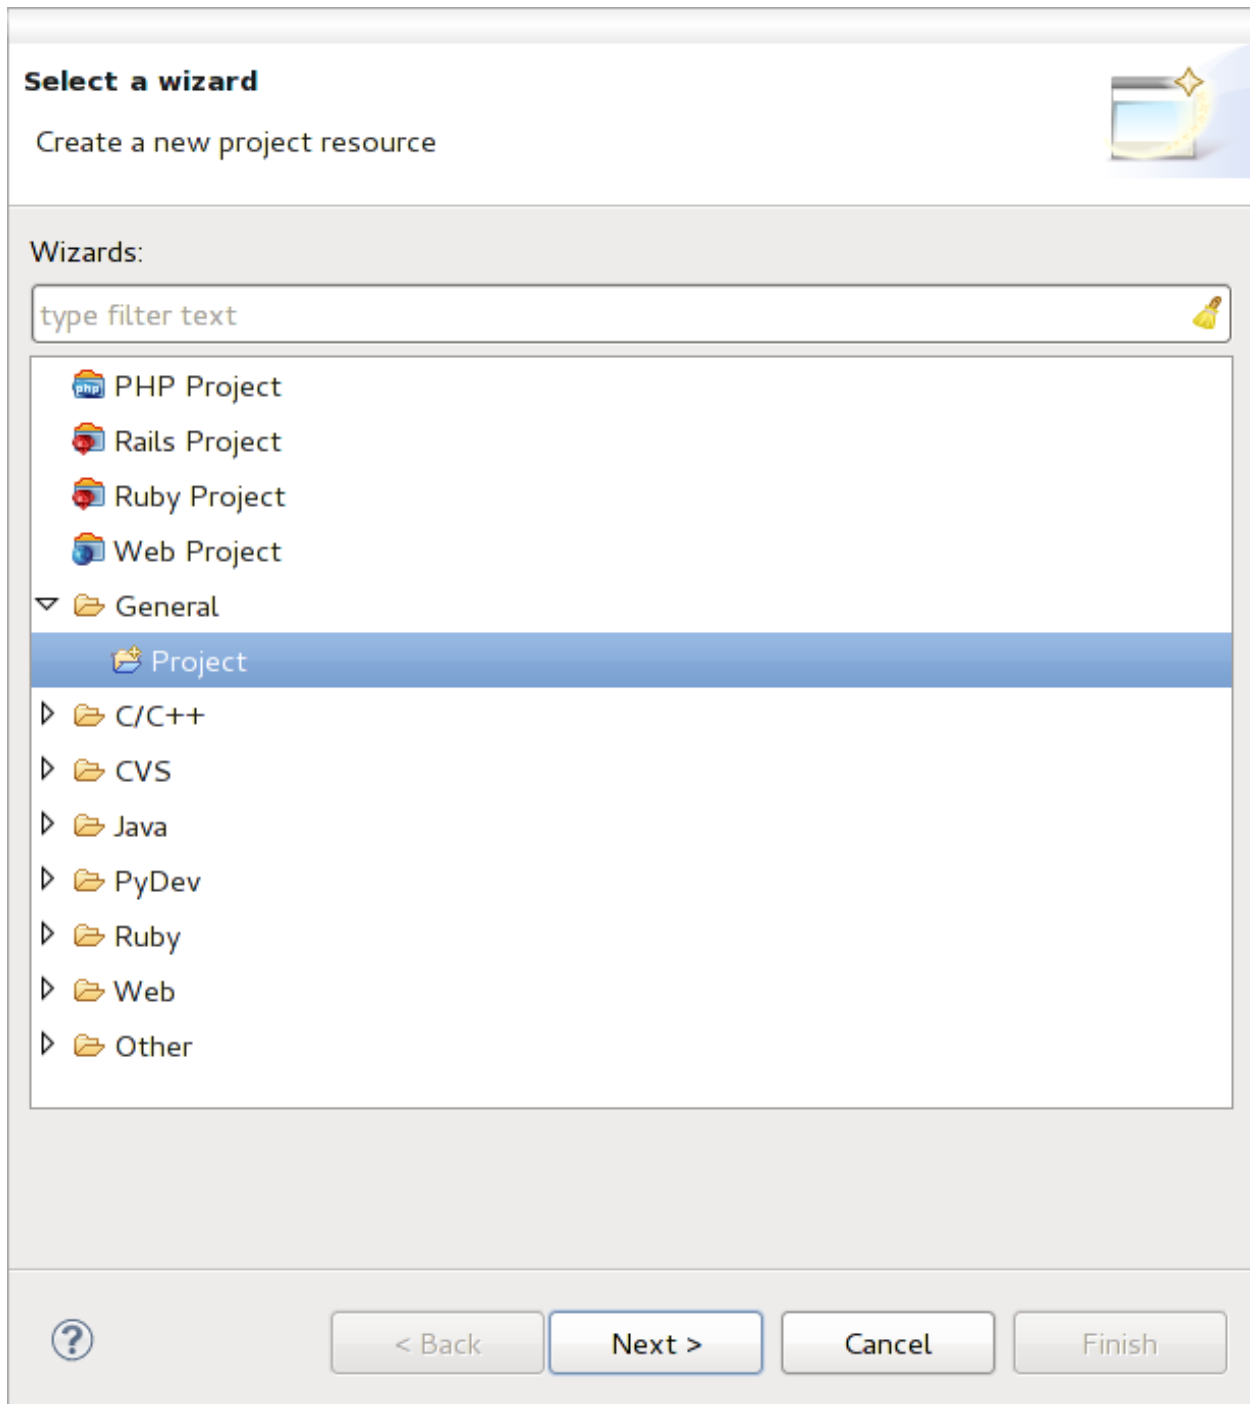 Select a wizard
Create a new project resource
Wizards:
type filter text
PHP Project
Rails Project
Ruby Project
Web Project
General
Project
C/C++
CVS
Java
PyDev
Ruby
Web
Other
< Back Next > Cancel Finish